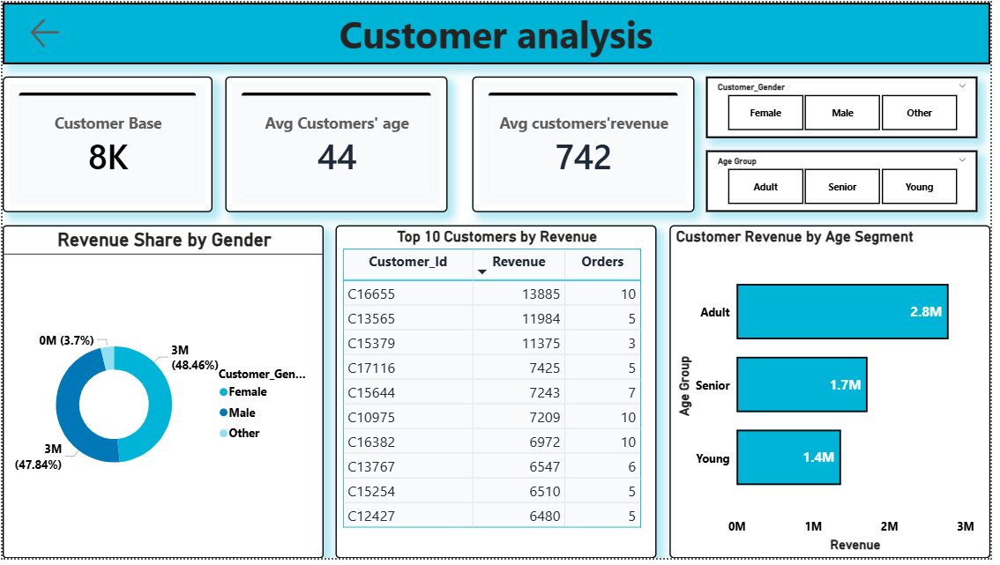 Customer analysis
Customer Base
8K
Avg Customers' age
44
Avg customers'revenue
742
Customer_Gender
Female Male Other
Age Group
Adult Senior Young
Revenue Share by Gender
0M (3.7%)
3M
(48.46%)
3M
(47.84%)
Customer_Gen...
Female
Male
Other
Top 10 Customers by Revenue
Customer_Id Revenue Orders
C16655 13885 10
C13565 11984 5
C15379 11375 3
C17116 7425 5
C15644 7243 7
C10975 7209 10
C16382 6972 10
C13767 6547 6
C15254 6510 5
C12427 6480 5
Customer Revenue by Age Segment
Age Group
Adult 2.8M
Senior 1.7M
Young 1.4M
0M 1M 2M 3M
Revenue